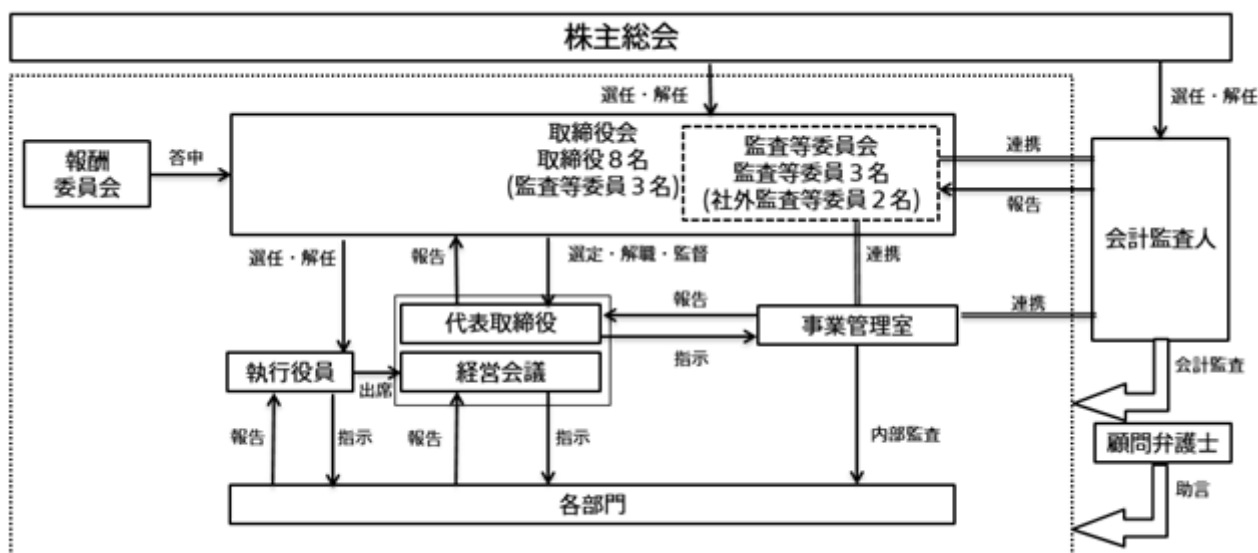 株主総会
選任・解任
選任・解任
取締役会
取締役８名
(監査等委員３名)
監査等委員会
監査等委員３名
(社外監査等委員２名)
連携
報告
報酬
委員会
答申
会計監査人
選任・解任
報告
選定・解職・監督
連携
代表取締役
報告
指示
事業管理室
連携
執行役員
出席
経営会議
会計監査
報告
指示
報告
指示
内部監査
顧問弁護士
各部門
助言